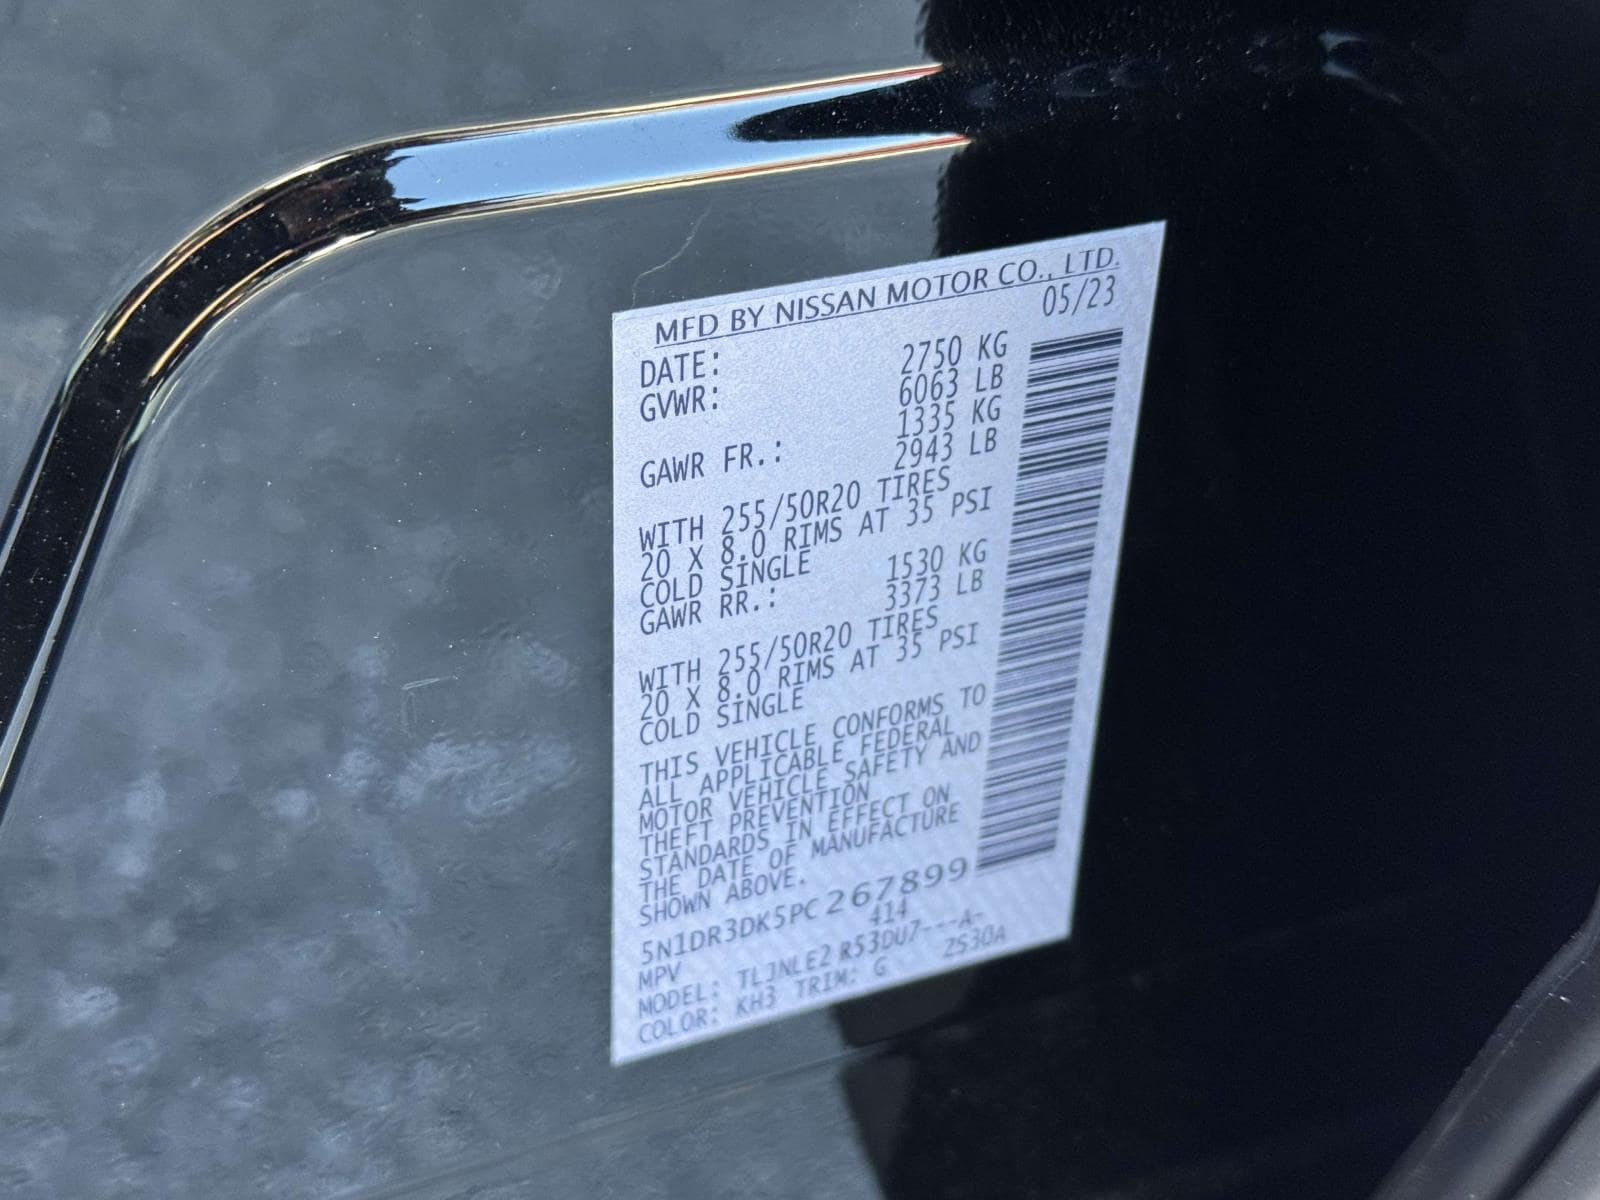 MFD BY NISSAN MOTOR CO., LTD.
DATE: 05/23
GVWR: 2750 KG
6063 LB
GAWR FR.: 1335 KG
2943 LB
WITH 255/50R20 TIRES
20 X 8.0 RIMS AT 35 PSI
COLD SINGLE
GAWR RR.: 1530 KG
3373 LB
WITH 255/50R20 TIRES
20 X 8.0 RIMS AT 35 PSI
COLD SINGLE
THIS VEHICLE CONFORMS TO
ALL APPLICABLE FEDERAL
MOTOR VEHICLE SAFETY AND
THEFT PREVENTION
STANDARDS IN EFFECT ON
THE DATE OF MANUFACTURE
SHOWN ABOVE.
5N1DR3DK5PC267899
MPV 414
MODEL: TLJNLE2 R53DU7---A-
COLOR: KH3 TRIM: G ZS30A